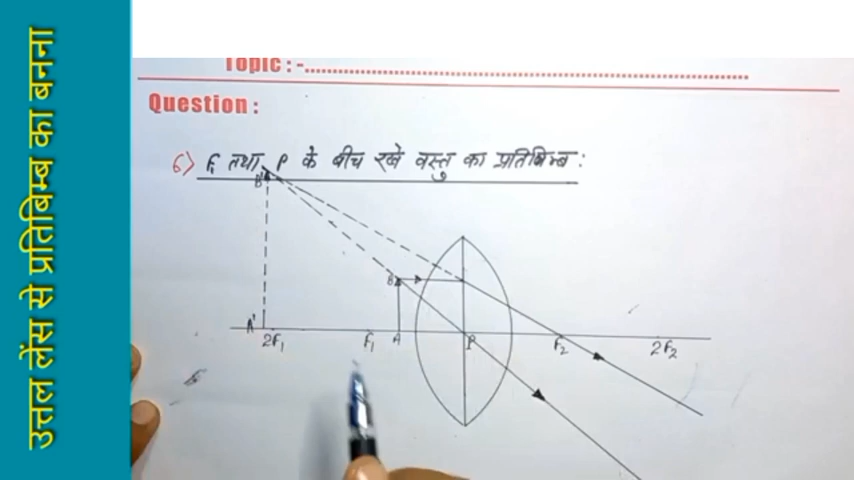 उत्तल लेंस से प्रतिबिम्ब का बनना
Topic :-
Question :
6) F₁ तथा P के बीच रखे वस्तु का प्रतिबिम्ब :
B'
B
A'
2F₁
F₁
A
P
F₂
2F₂